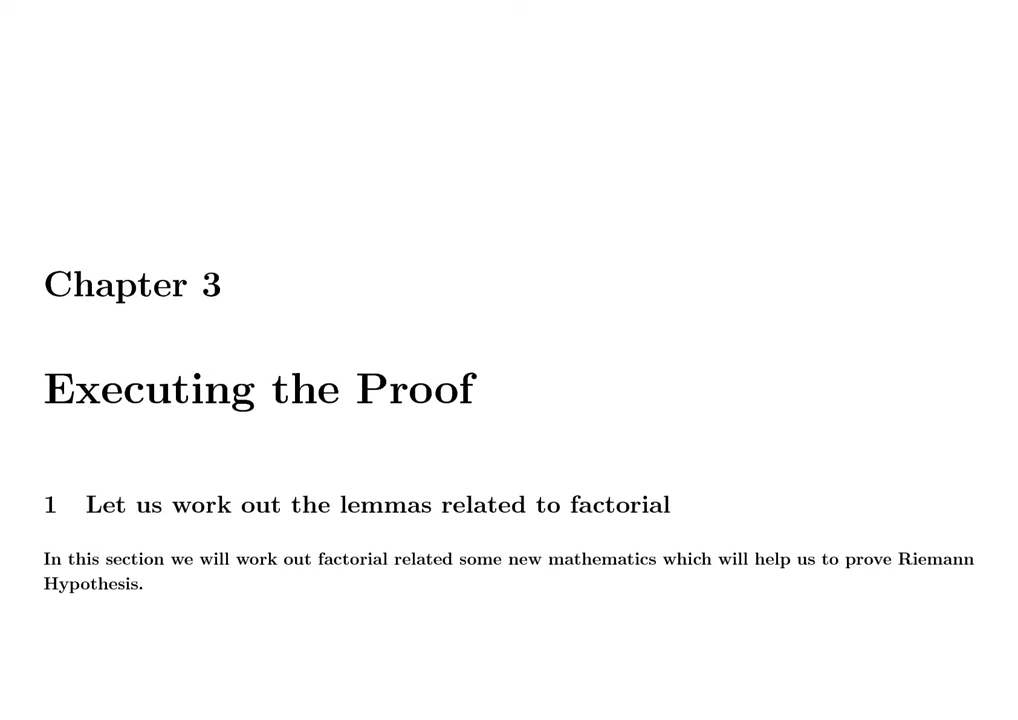 Chapter 3
Executing the Proof
1 Let us work out the lemmas related to factorial
In this section we will work out factorial related some new mathematics which will help us to prove Riemann
Hypothesis.